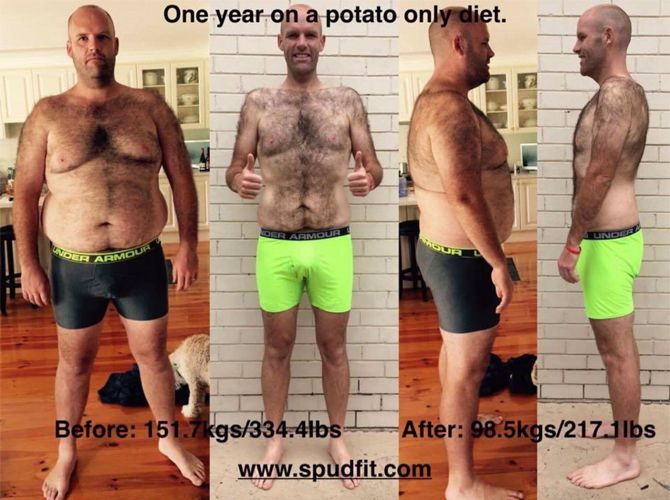 One year on a potato only diet.
UNDER ARMOUR
UNDER ARMOUR
UNDER ARMOUR
UNDER ARMOUR
Before: 151.7kgs/334.4lbs
After: 98.5kgs/217.1lbs
www.spudfit.com